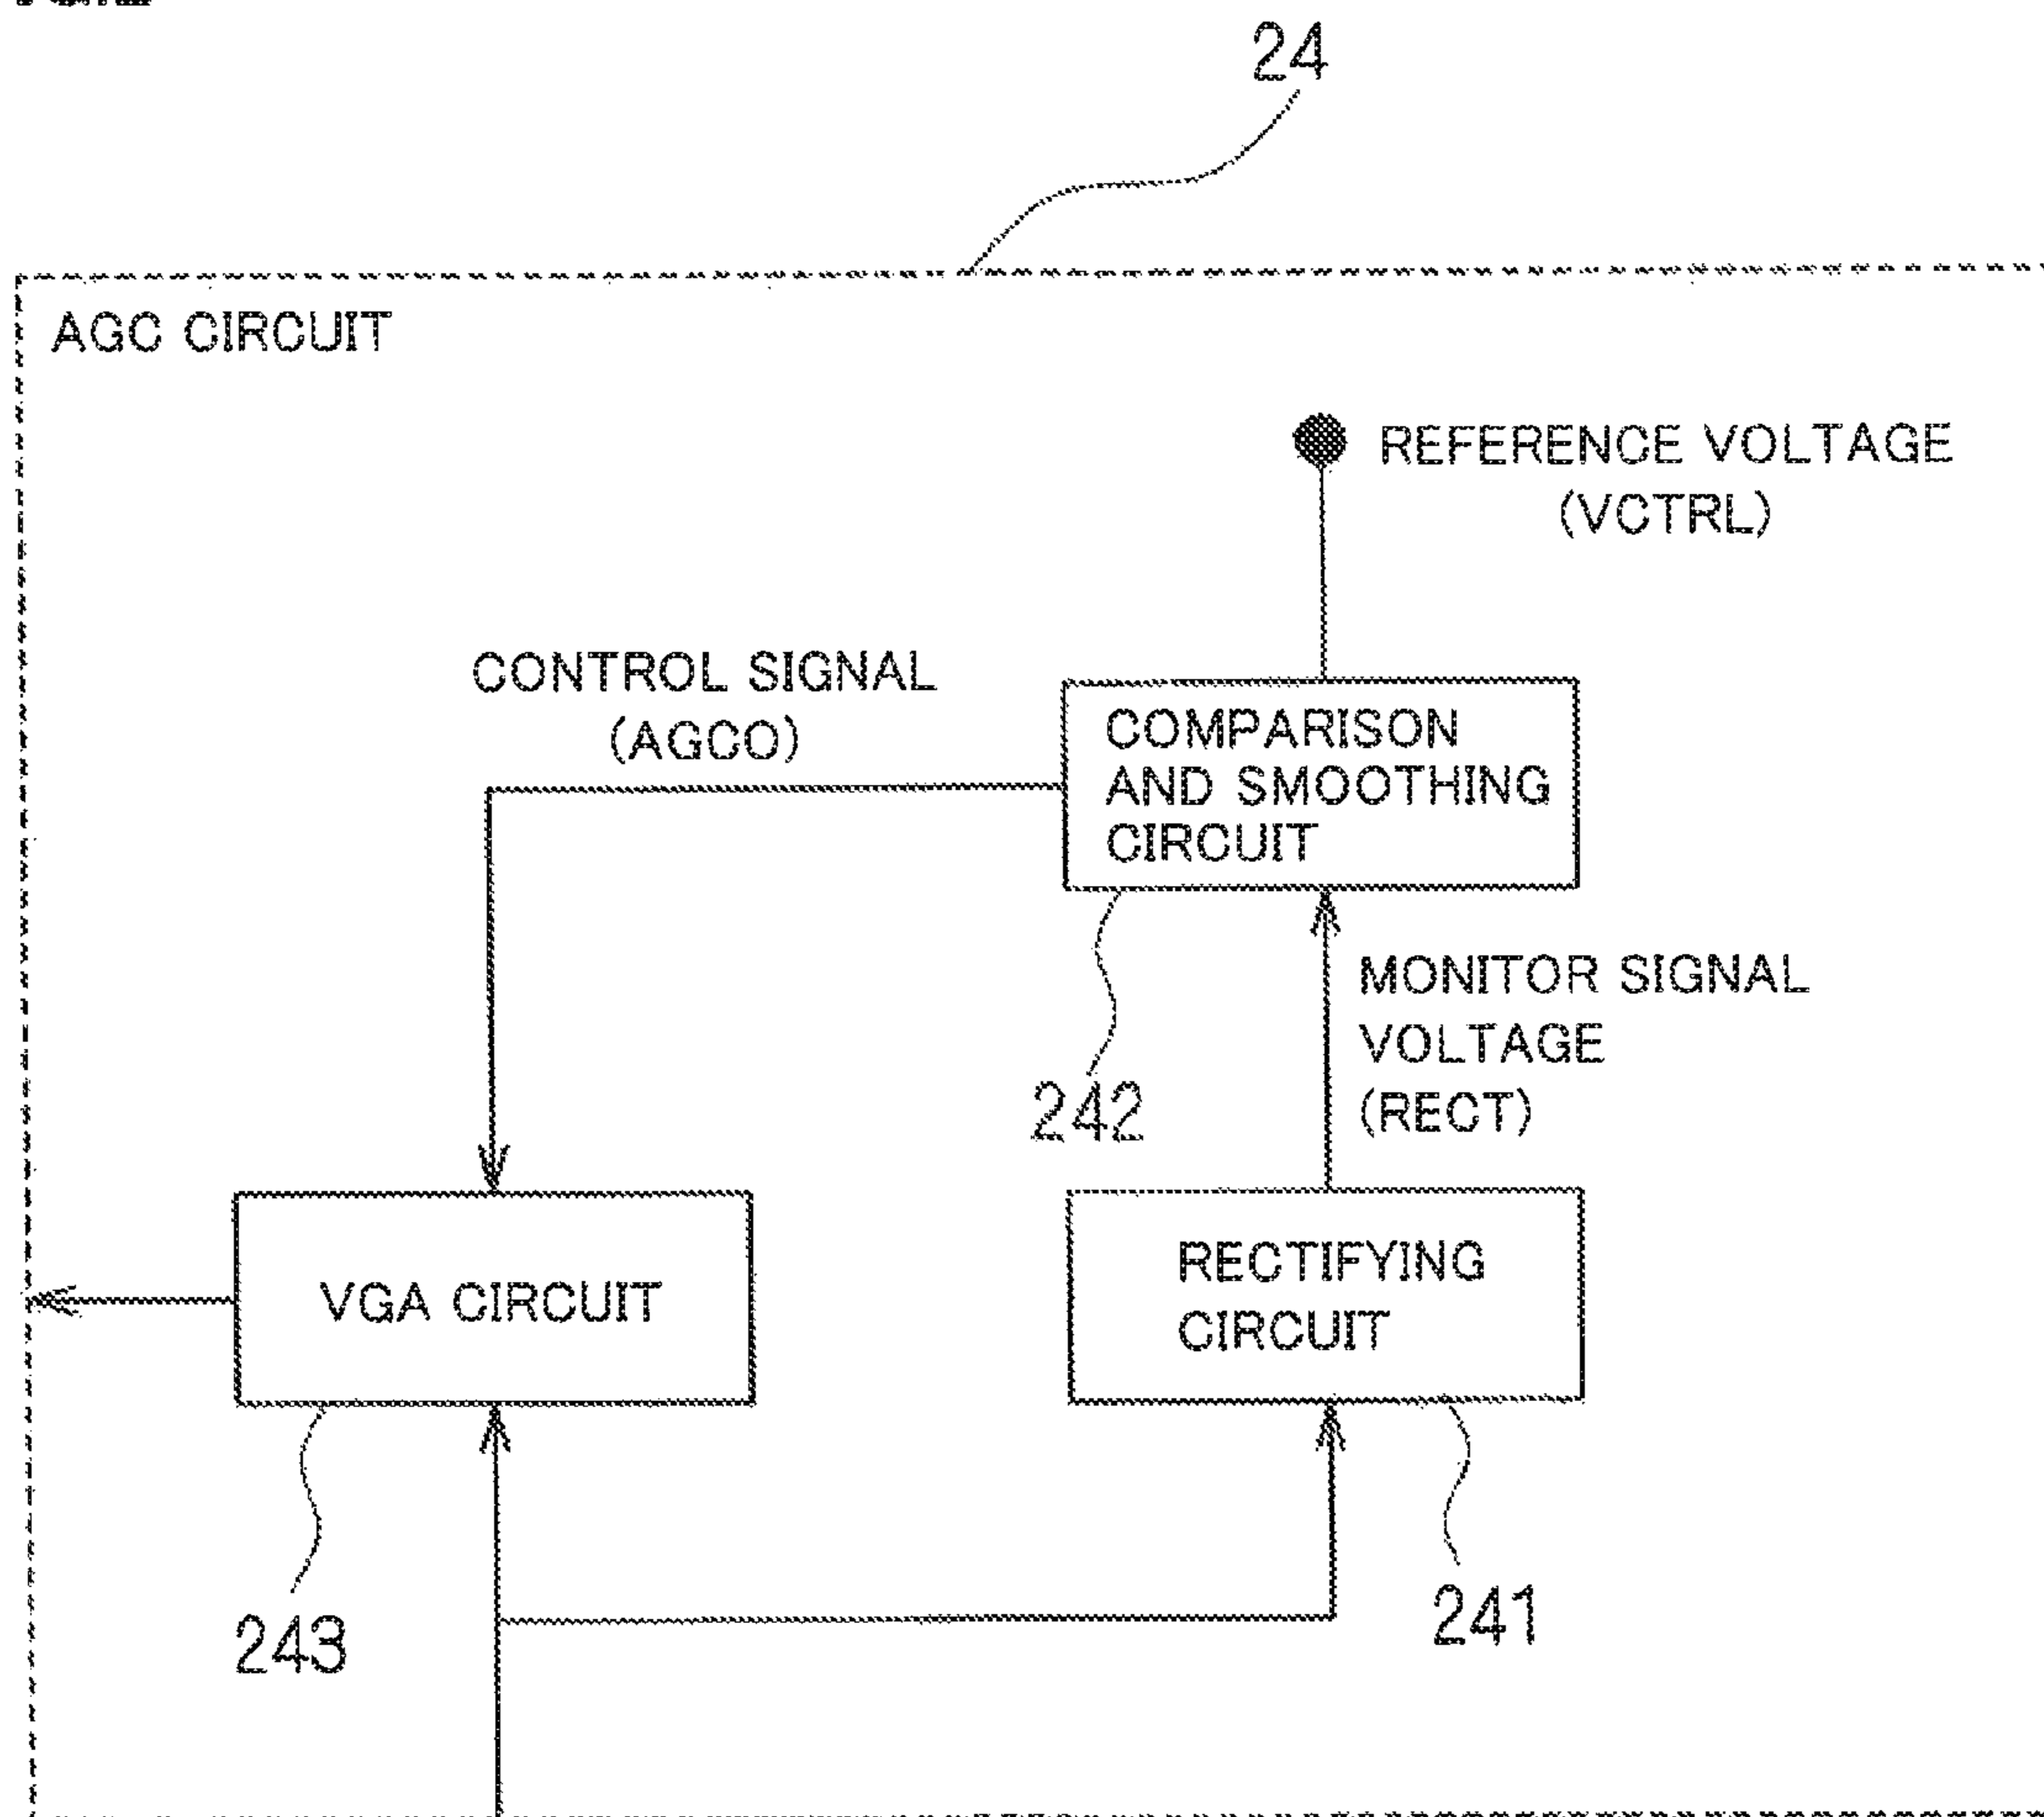 24
AGC CIRCUIT
REFERENCE VOLTAGE
(VCTRL)
CONTROL SIGNAL
(AGCO)
COMPARISON
AND SMOOTHING
CIRCUIT
MONITOR SIGNAL
VOLTAGE
(RECT)
242
VGA CIRCUIT
RECTIFYING
CIRCUIT
243
241